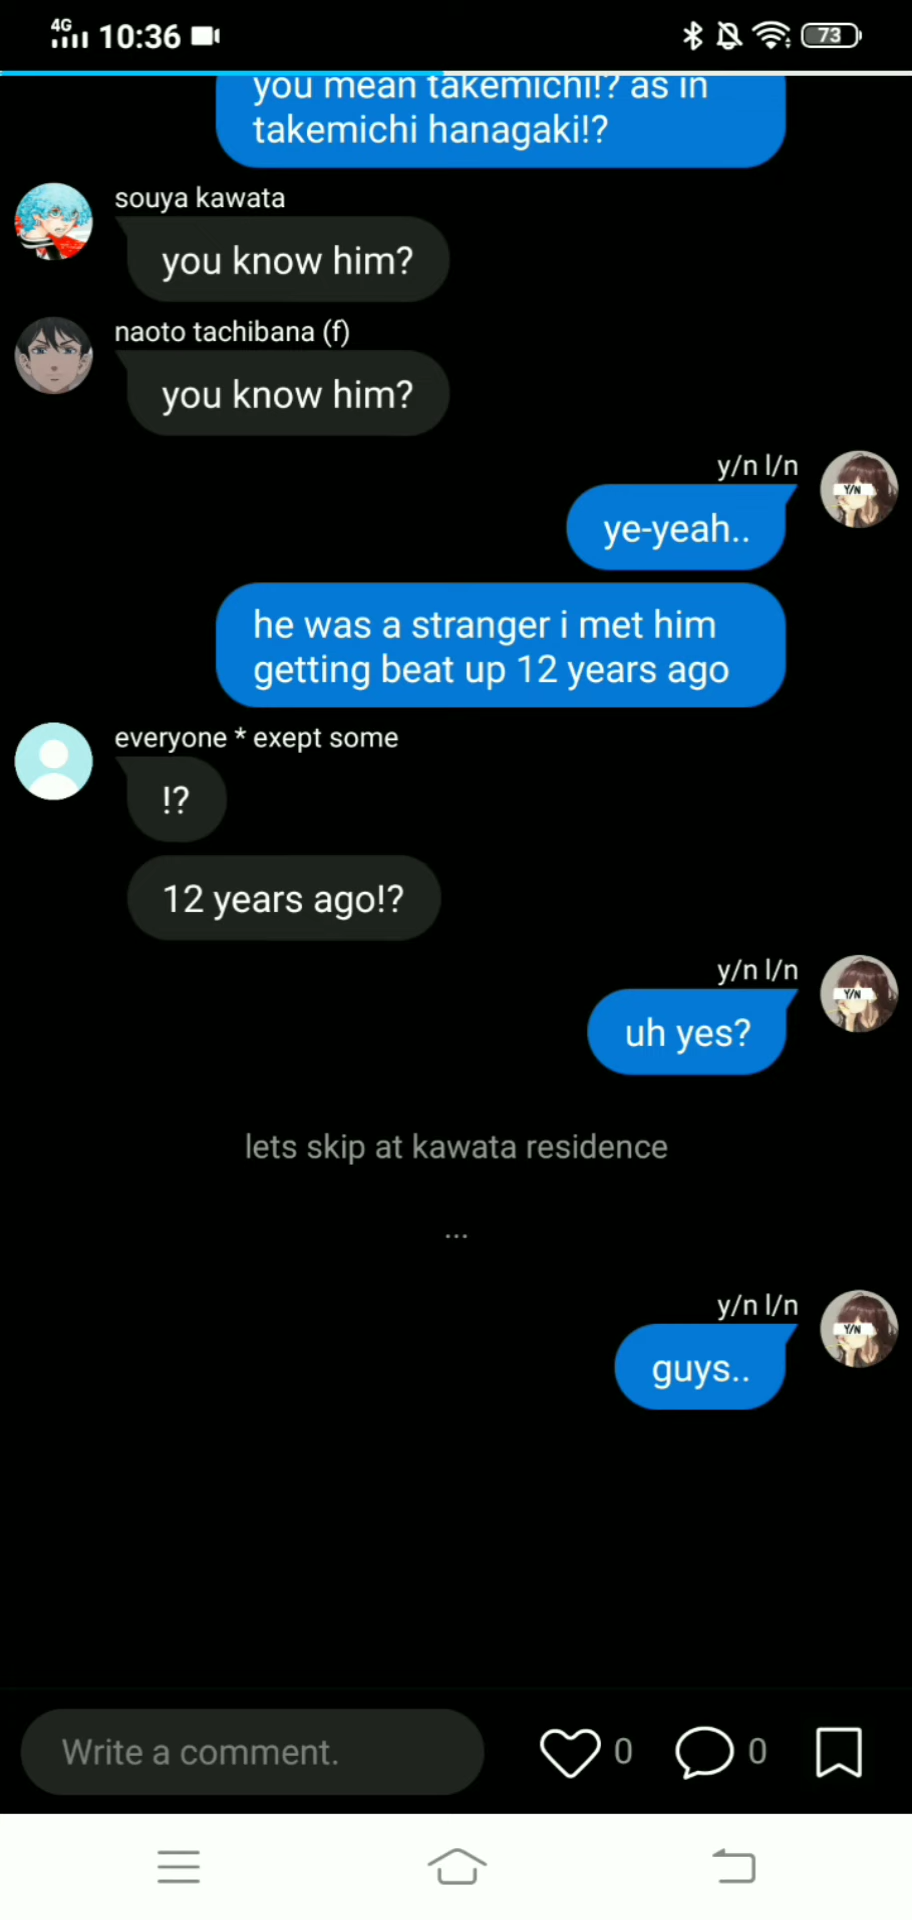 4G
10:36
73
you mean takemichi!? as in
takemichi hanagaki!?
souya kawata
you know him?
naoto tachibana (f)
you know him?
y/n l/n
Y/N
ye-yeah..
he was a stranger i met him
getting beat up 12 years ago
everyone * exept some
!?
12 years ago!?
y/n l/n
Y/N
uh yes?
lets skip at kawata residence
...
y/n l/n
Y/N
guys..
Write a comment.
0
0